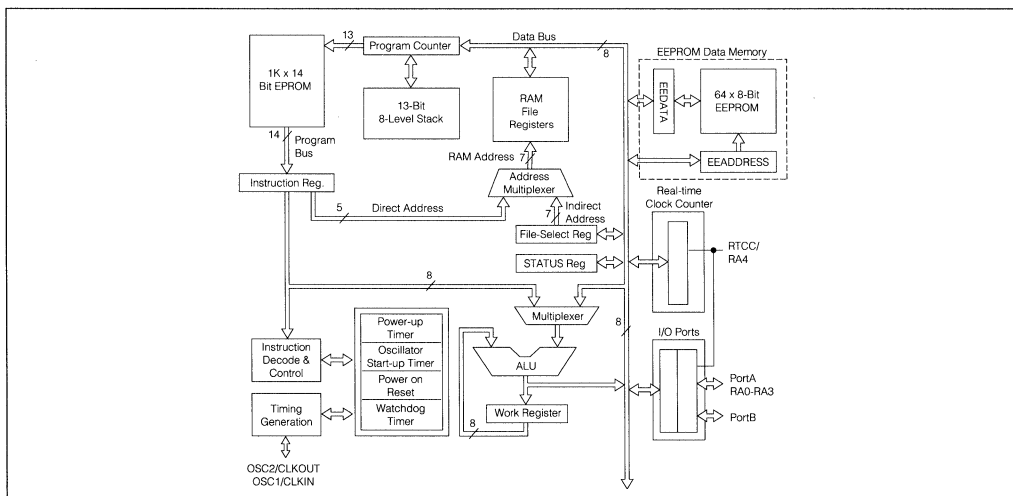 1K x 14
Bit EPROM
13
Program Counter
Data Bus
8
13-Bit
8-Level Stack
RAM
File
Registers
EEPROM Data Memory
EEDATA
64 x 8-Bit
EEPROM
EEADDRESS
14
Program
Bus
RAM Address
7
Address
Multiplexer
Instruction Reg.
5
Direct Address
7
Indirect
Address
File-Select Reg
STATUS Reg
Real-time
Clock Counter
RTCC/
RA4
8
Multiplexer
8
I/O Ports
Instruction
Decode &
Control
Power-up
Timer
Oscillator
Start-up Timer
Power on
Reset
Watchdog
Timer
ALU
PortA
RA0-RA3
Timing
Generation
8
Work Register
PortB
OSC2/CLKOUT
OSC1/CLKIN